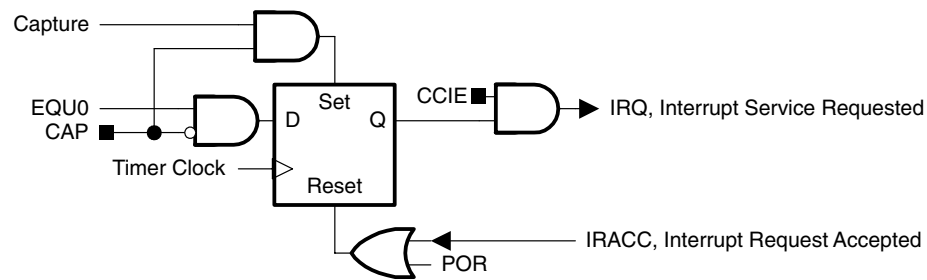 Capture
EQU0
CAP
Timer Clock
Set
D
Q
Reset
CCIE
IRQ, Interrupt Service Requested
IRACC, Interrupt Request Accepted
POR